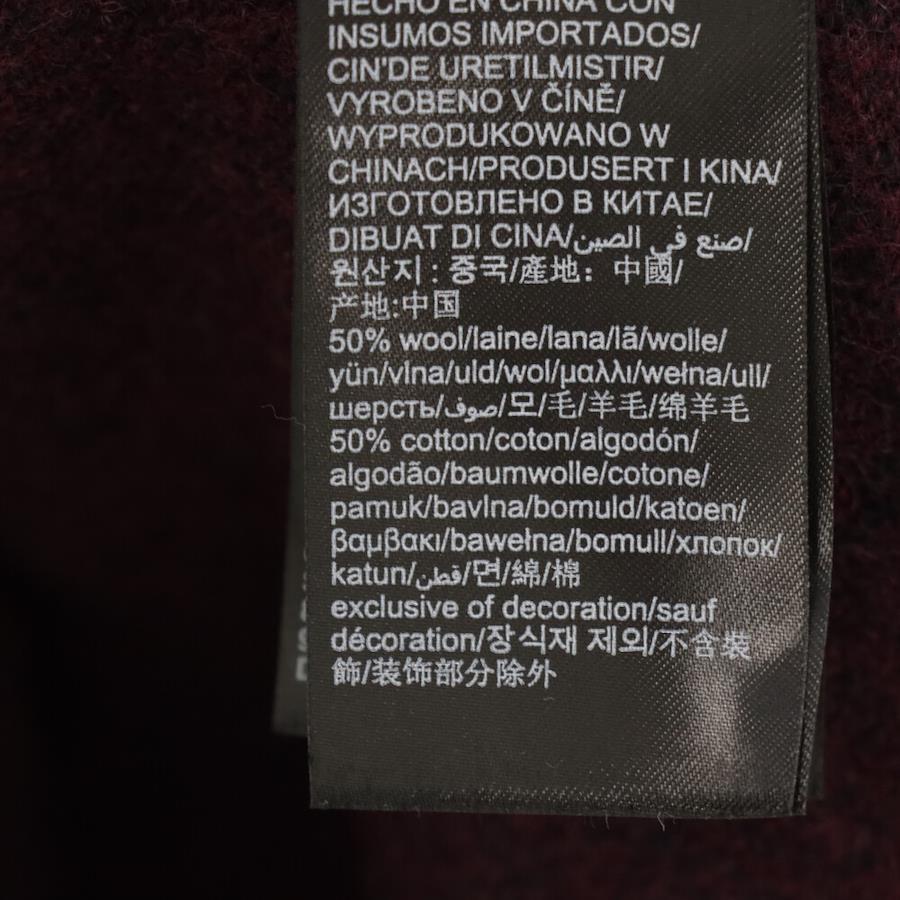 HECHO EN CHINA CON
INSUMOS IMPORTADOS/
CIN'DE URETILMISTIR/
VYROBENO V ČÍNĚ/
WYPRODUKOWANO W
CHINACH/PRODUSERT I KINA/
ИЗГОТОВЛЕНО В КИТАЕ/
DIBUAT DI CINA/صنع في الصين/
원산지 : 중국/產地： 中國/
产地:中国
50% wool/laine/lana/lã/wolle/
yün/vlna/uld/wol/μαλλι/wełna/ull/
шерсть/صوف/모/毛/羊毛/绵羊毛
50% cotton/coton/algodón/
algodão/baumwolle/cotone/
pamuk/bavlna/bomuld/katoen/
βαμβακι/bawełna/bomull/хлопок/
katun/قطن/면/綿/棉
exclusive of decoration/sauf
décoration/장식재 제외/不含裝
飾/装饰部分除外